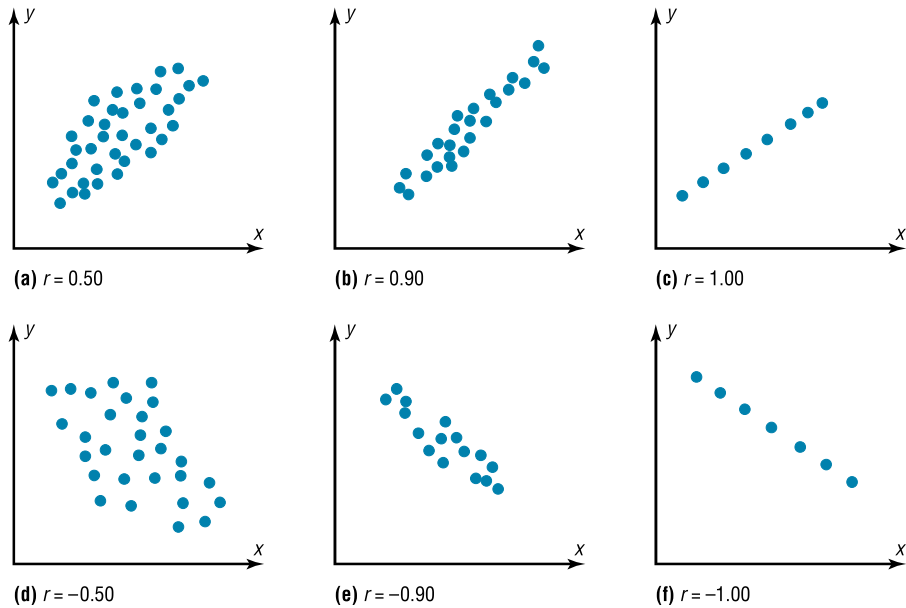 y
x
(a) r = 0.50
y
x
(b) r = 0.90
y
x
(c) r = 1.00
y
x
(d) r = –0.50
y
x
(e) r = –0.90
y
x
(f) r = –1.00